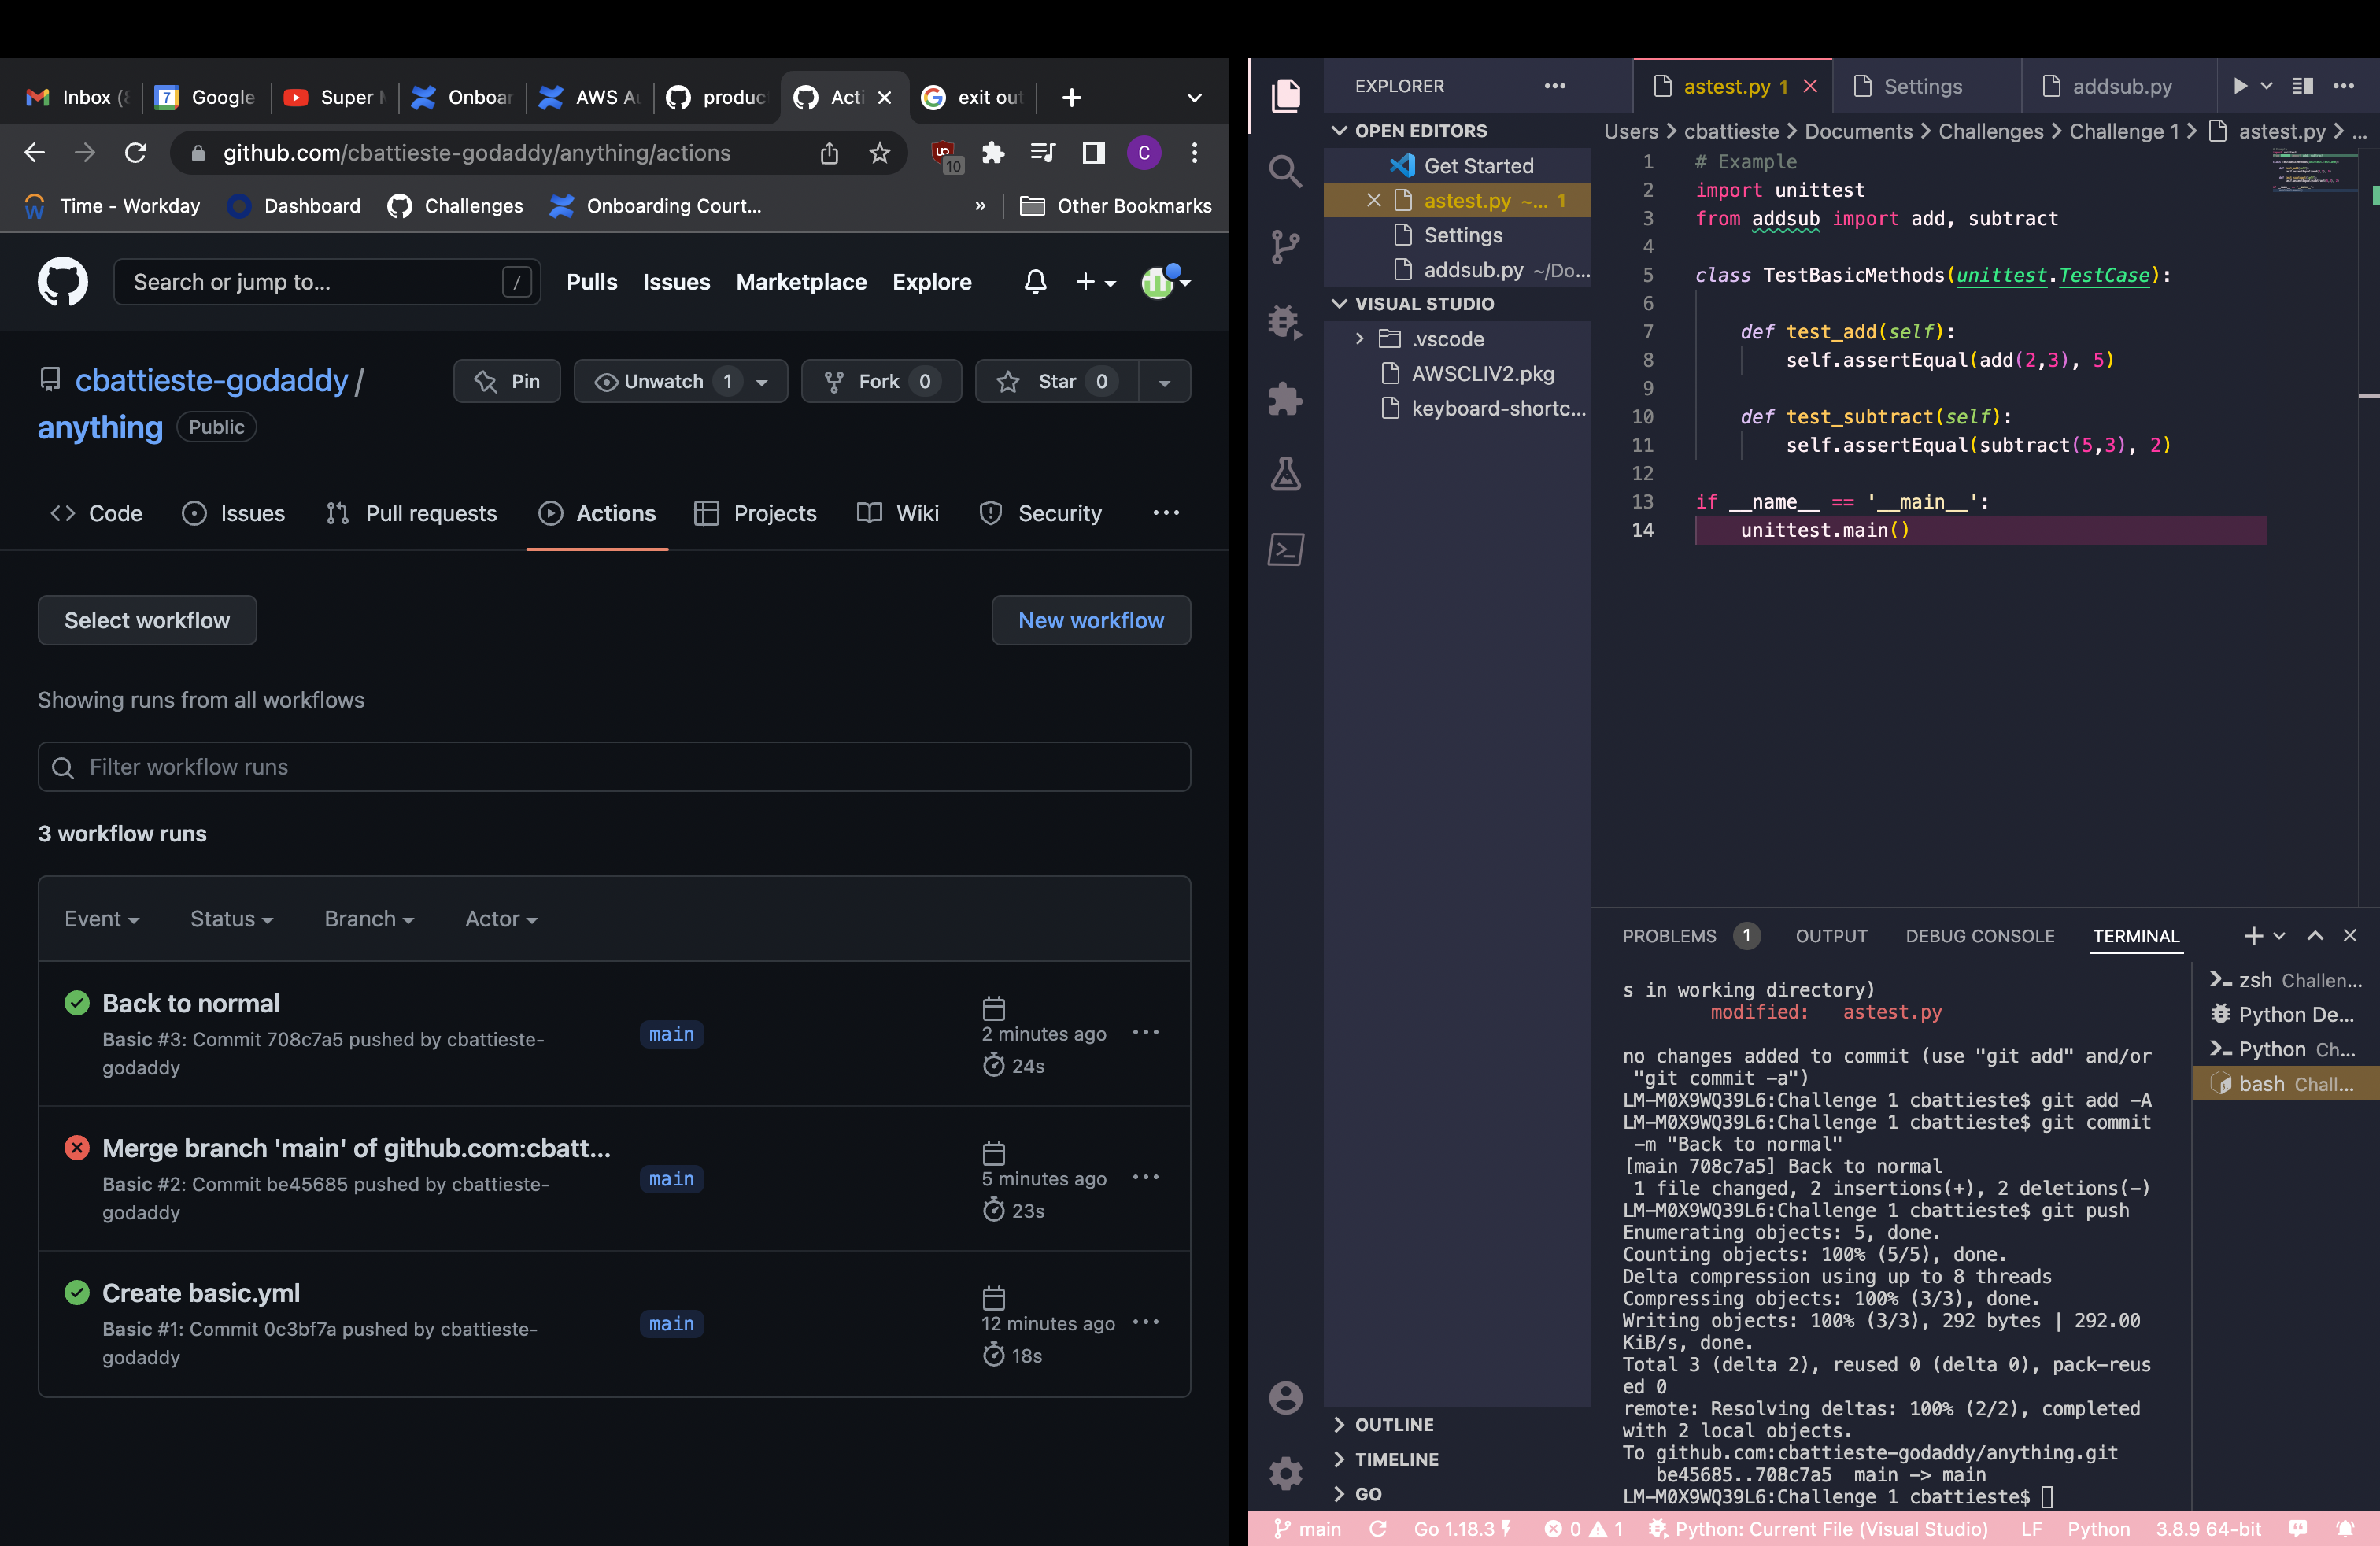 Inbox (8
7 Google
Super M
Onboar
AWS Au
produc
Acti
exit out
github.com/cbattieste-godaddy/anything/actions
10
C
Time - Workday
Dashboard
Challenges
Onboarding Court...
»
Other Bookmarks
Search or jump to...
/
Pulls
Issues
Marketplace
Explore
cbattieste-godaddy /
anything
Public
Pin
Unwatch 1
Fork 0
Star 0
Code
Issues
Pull requests
Actions
Projects
Wiki
Security
...
Select workflow
New workflow
Showing runs from all workflows
Filter workflow runs
3 workflow runs
Event
Status
Branch
Actor
Back to normal
Basic #3: Commit 708c7a5 pushed by cbattieste-
godaddy
main
2 minutes ago
24s
Merge branch 'main' of github.com:cbatt...
Basic #2: Commit be45685 pushed by cbattieste-
godaddy
main
5 minutes ago
23s
Create basic.yml
Basic #1: Commit 0c3bf7a pushed by cbattieste-
godaddy
main
12 minutes ago
18s
EXPLORER
OPEN EDITORS
Get Started
astest.py ~... 1
Settings
addsub.py ~/Do...
VISUAL STUDIO
.vscode
AWSCLIV2.pkg
keyboard-shortc...
OUTLINE
TIMELINE
GO
astest.py 1
Settings
addsub.py
Users > cbattieste > Documents > Challenges > Challenge 1 > astest.py > ...
1 # Example
2 import unittest
3 from addsub import add, subtract
4
5 class TestBasicMethods(unittest.TestCase):
6
7 def test_add(self):
8 self.assertEqual(add(2,3), 5)
9
10 def test_subtract(self):
11 self.assertEqual(subtract(5,3), 2)
12
13 if __name__ == '__main__':
14 unittest.main()
PROBLEMS 1
OUTPUT
DEBUG CONSOLE
TERMINAL
s in working directory)
modified: astest.py
no changes added to commit (use "git add" and/or
"git commit -a")
LM-M0X9WQ39L6:Challenge 1 cbattieste$ git add -A
LM-M0X9WQ39L6:Challenge 1 cbattieste$ git commit
-m "Back to normal"
[main 708c7a5] Back to normal
1 file changed, 2 insertions(+), 2 deletions(-)
LM-M0X9WQ39L6:Challenge 1 cbattieste$ git push
Enumerating objects: 5, done.
Counting objects: 100% (5/5), done.
Delta compression using up to 8 threads
Compressing objects: 100% (3/3), done.
Writing objects: 100% (3/3), 292 bytes | 292.00
KiB/s, done.
Total 3 (delta 2), reused 0 (delta 0), pack-reus
ed 0
remote: Resolving deltas: 100% (2/2), completed
with 2 local objects.
To github.com:cbattieste-godaddy/anything.git
be45685..708c7a5 main -> main
LM-M0X9WQ39L6:Challenge 1 cbattieste$
zsh Challen...
Python De...
Python Ch...
bash Chall...
main
Go 1.18.3
0
1
Python: Current File (Visual Studio)
LF
Python
3.8.9 64-bit